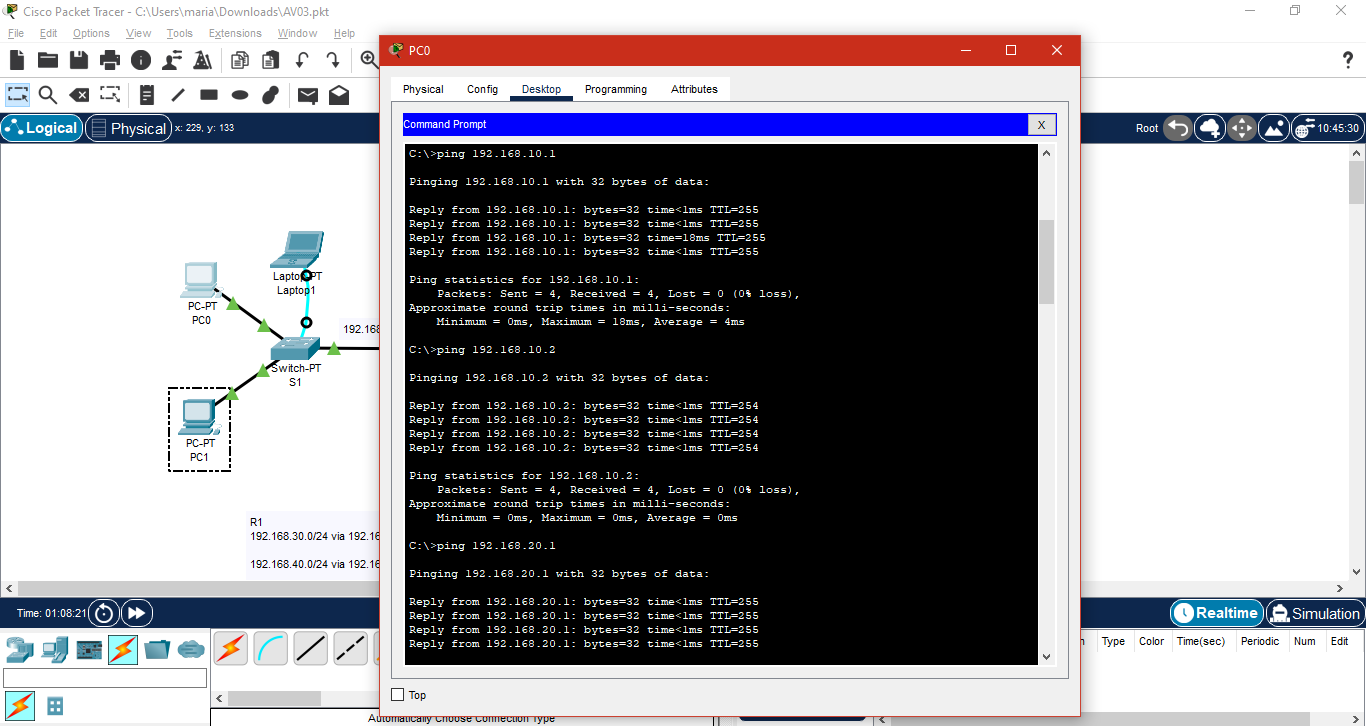 Cisco Packet Tracer - C:\Users\maria\Downloads\AV03.pkt
File Edit Options View Tools Extensions Window Help
Logical Physical x: 229, y: 133
Root 10:45:30
PC0
Physical Config Desktop Programming Attributes
Command Prompt
X
C:\>ping 192.168.10.1
Pinging 192.168.10.1 with 32 bytes of data:
Reply from 192.168.10.1: bytes=32 time<1ms TTL=255
Reply from 192.168.10.1: bytes=32 time<1ms TTL=255
Reply from 192.168.10.1: bytes=32 time=18ms TTL=255
Reply from 192.168.10.1: bytes=32 time<1ms TTL=255
Ping statistics for 192.168.10.1:
Packets: Sent = 4, Received = 4, Lost = 0 (0% loss),
Approximate round trip times in milli-seconds:
Minimum = 0ms, Maximum = 18ms, Average = 4ms
C:\>ping 192.168.10.2
Pinging 192.168.10.2 with 32 bytes of data:
Reply from 192.168.10.2: bytes=32 time<1ms TTL=254
Reply from 192.168.10.2: bytes=32 time<1ms TTL=254
Reply from 192.168.10.2: bytes=32 time<1ms TTL=254
Reply from 192.168.10.2: bytes=32 time<1ms TTL=254
Ping statistics for 192.168.10.2:
Packets: Sent = 4, Received = 4, Lost = 0 (0% loss),
Approximate round trip times in milli-seconds:
Minimum = 0ms, Maximum = 0ms, Average = 0ms
C:\>ping 192.168.20.1
Pinging 192.168.20.1 with 32 bytes of data:
Reply from 192.168.20.1: bytes=32 time<1ms TTL=255
Reply from 192.168.20.1: bytes=32 time<1ms TTL=255
Reply from 192.168.20.1: bytes=32 time<1ms TTL=255
Reply from 192.168.20.1: bytes=32 time<1ms TTL=255
Top
Laptop-PT
Laptop1
PC-PT
PC0
192.168
Switch-PT
S1
PC-PT
PC1
R1
192.168.30.0/24 via 192.16
192.168.40.0/24 via 192.16
Time: 01:08:21
Realtime Simulation
Type Color Time(sec) Periodic Num Edit
Automatically Choose Connection Type